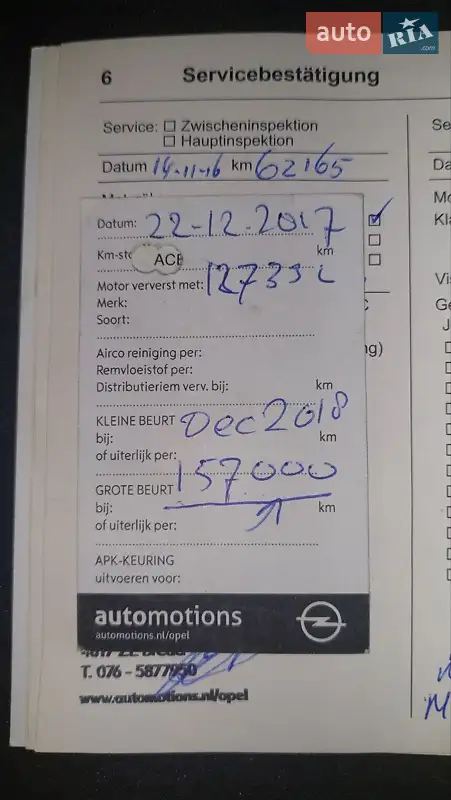 auto RIA .com
6 Servicebestätigung
Service: Zwischeninspektion
Hauptinspektion
Datum 14-11-16 km 62165
Datum: 22-12-2017
km
ACE
Motor ververst met:
Merk:
Soort:
Airco reiniging per:
Remvloeistof per:
Distributieriem verv. bij: km
KLEINE BEURT Dec 2018
bij: km
of uiterlijk per:
157000
GROTE BEURT
bij: km
of uiterlijk per:
APK-KEURING
uitvoeren voor:
automotions
automotions.nl/opel
T. 076 - 5877950
www.automotions.nl/opel